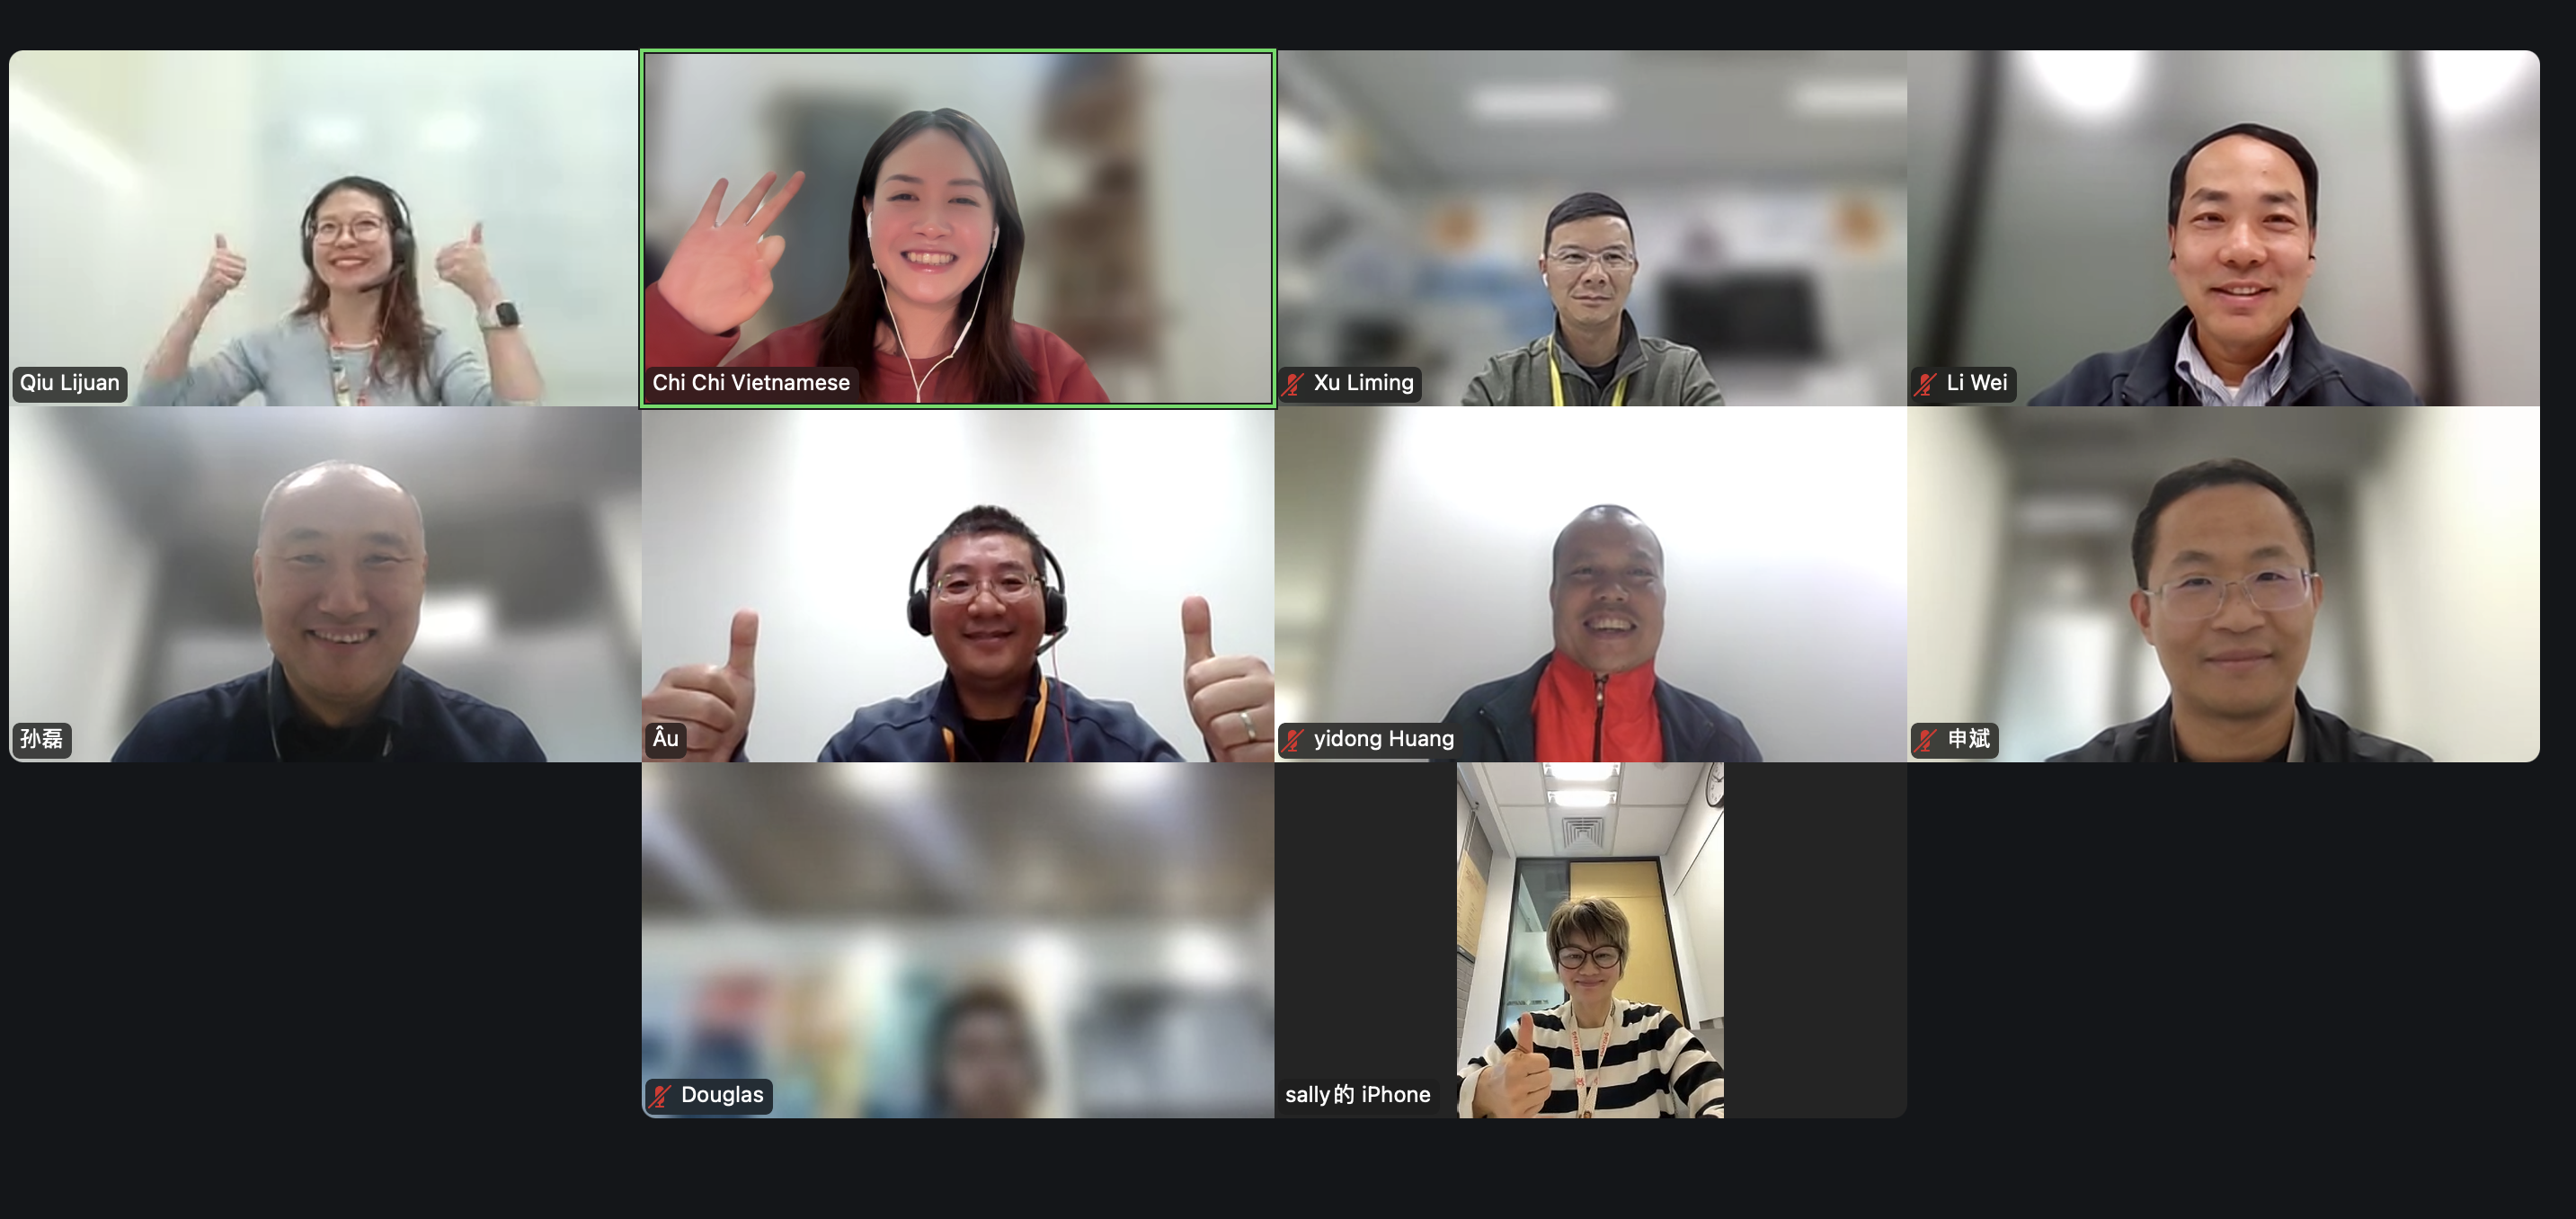 Qiu Lijuan
Chi Chi Vietnamese
Xu Liming
Li Wei
孙磊
Âu
yidong Huang
申斌
Douglas
sally的 iPhone